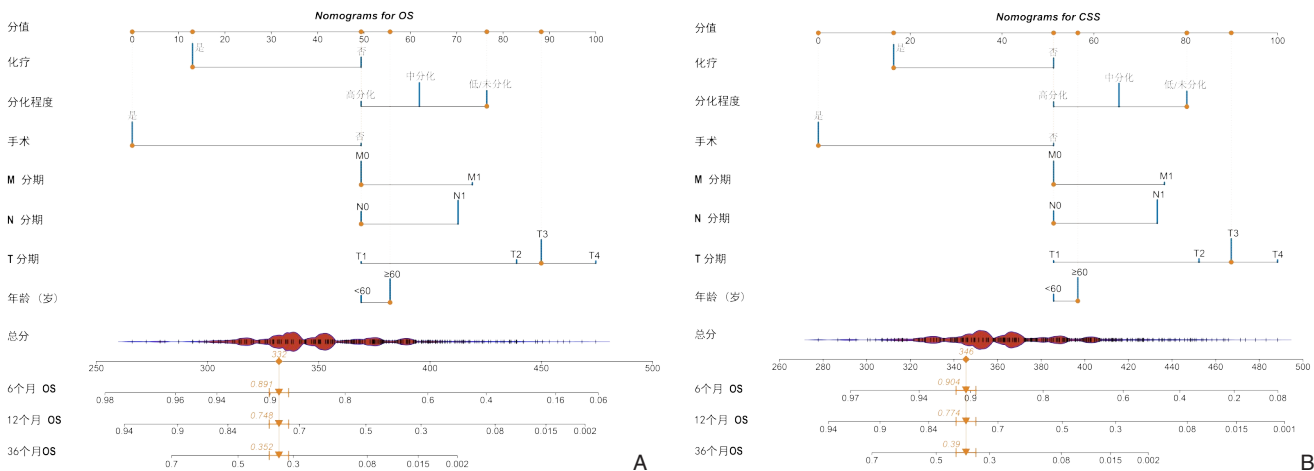 Nomograms for OS
分值
0 10 20 30 40 50 60 70 80 90 100
化疗
是 否
分化程度
高分化 中分化 低/未分化
手术
是 否
M 分期
M0 M1
N 分期
N0 N1
T 分期
T1 T2 T3 T4
年龄（岁）
<60 ≥60
总分
332
250 300 350 400 450 500
6个月 OS
0.891
0.98 0.96 0.94 0.9 0.8 0.6 0.4 0.16 0.06
12个月 OS
0.748
0.94 0.9 0.84 0.7 0.5 0.3 0.08 0.015 0.002
36个月OS
0.352
0.7 0.5 0.3 0.08 0.015 0.002
A
Nomograms for CSS
分值
0 20 40 60 80 100
化疗
是 否
分化程度
高分化 中分化 低/未分化
手术
是 否
M 分期
M0 M1
N 分期
N0 N1
T 分期
T1 T2 T3 T4
年龄（岁）
<60 ≥60
总分
346
260 280 300 320 340 360 380 400 420 440 460 480 500
6个月 OS
0.904
0.97 0.94 0.9 0.8 0.6 0.4 0.2 0.08
12个月 OS
0.774
0.94 0.9 0.84 0.7 0.5 0.3 0.08 0.015 0.001
36个月OS
0.39
0.7 0.5 0.3 0.08 0.015 0.002
B